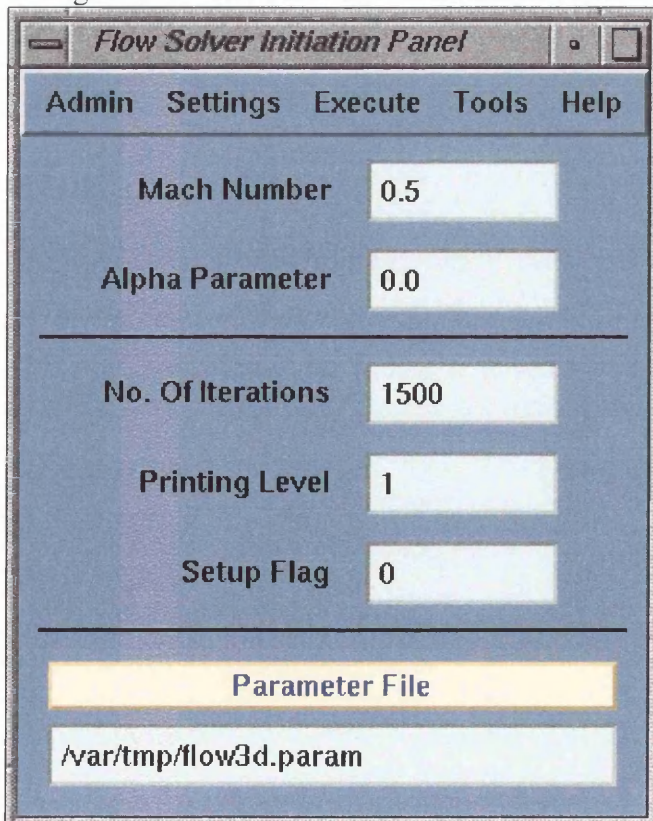 Flow Solver Initiation Panel
Admin Settings Execute Tools Help
Mach Number 0.5
Alpha Parameter 0.0
No. Of Iterations 1500
Printing Level 1
Setup Flag 0
Parameter File
/var/tmp/flow3d.param